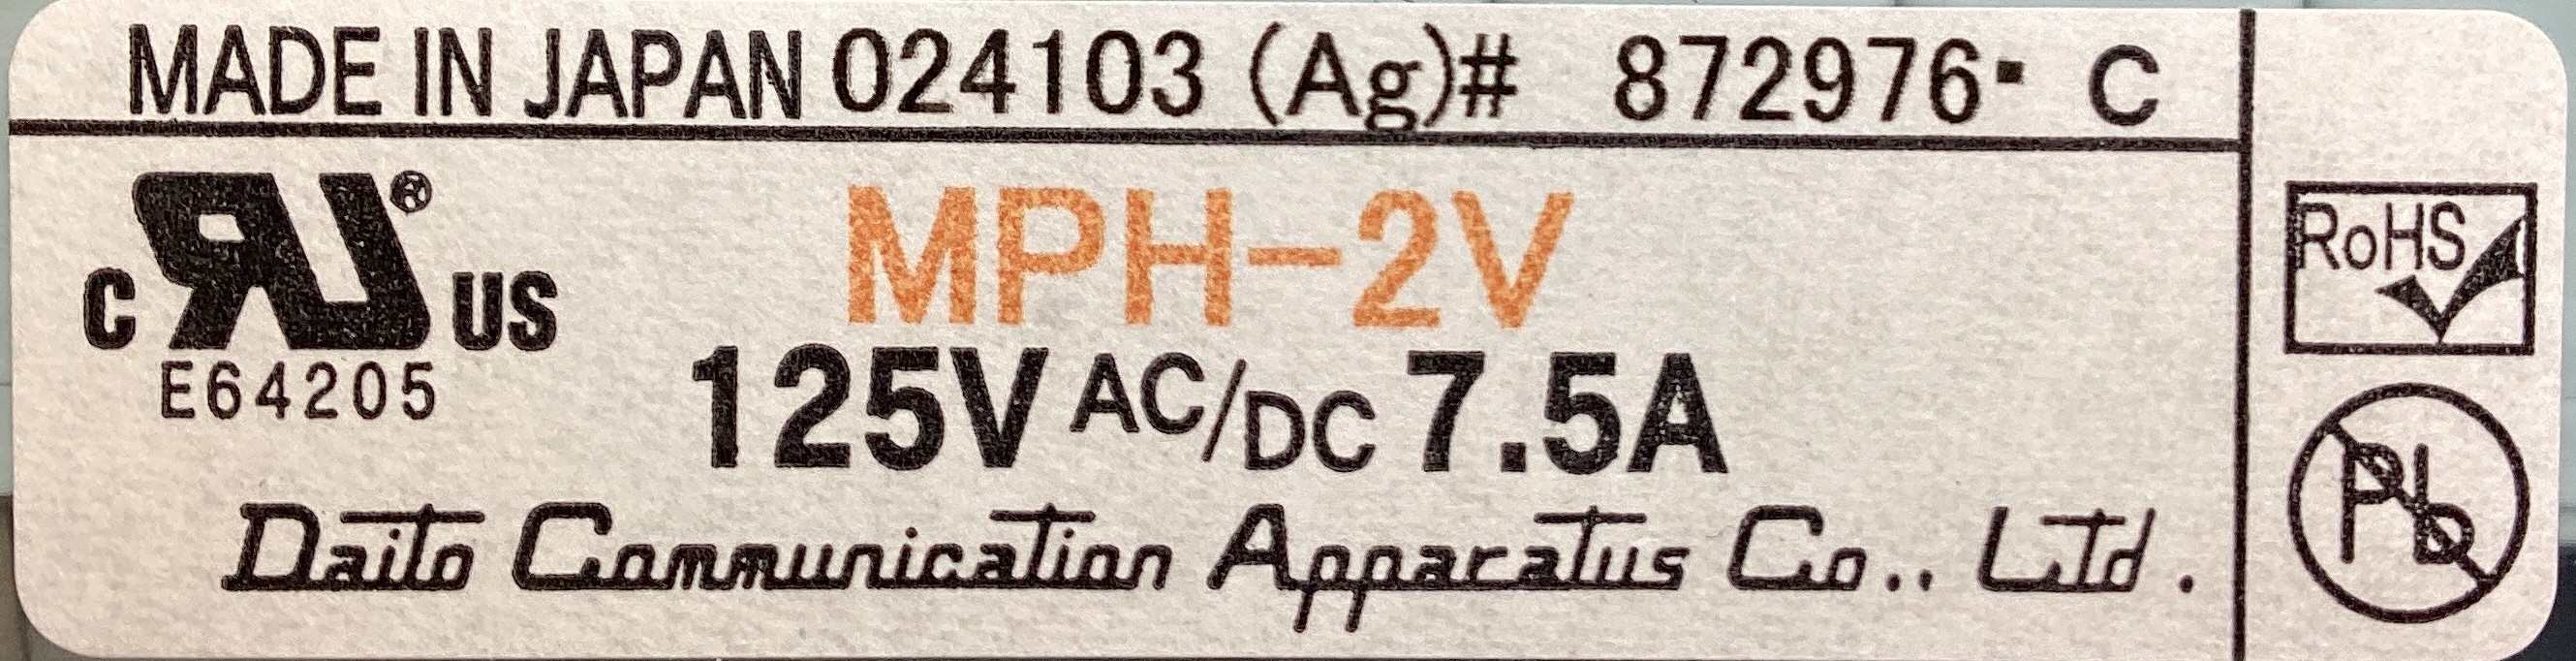 MADE IN JAPAN 024103 (Ag)# 872976- C
RU®
C US
E64205
MPH-2V
125V AC/DC 7.5A
Daito Communication Apparatus Co., Ltd.
RoHS
Pb